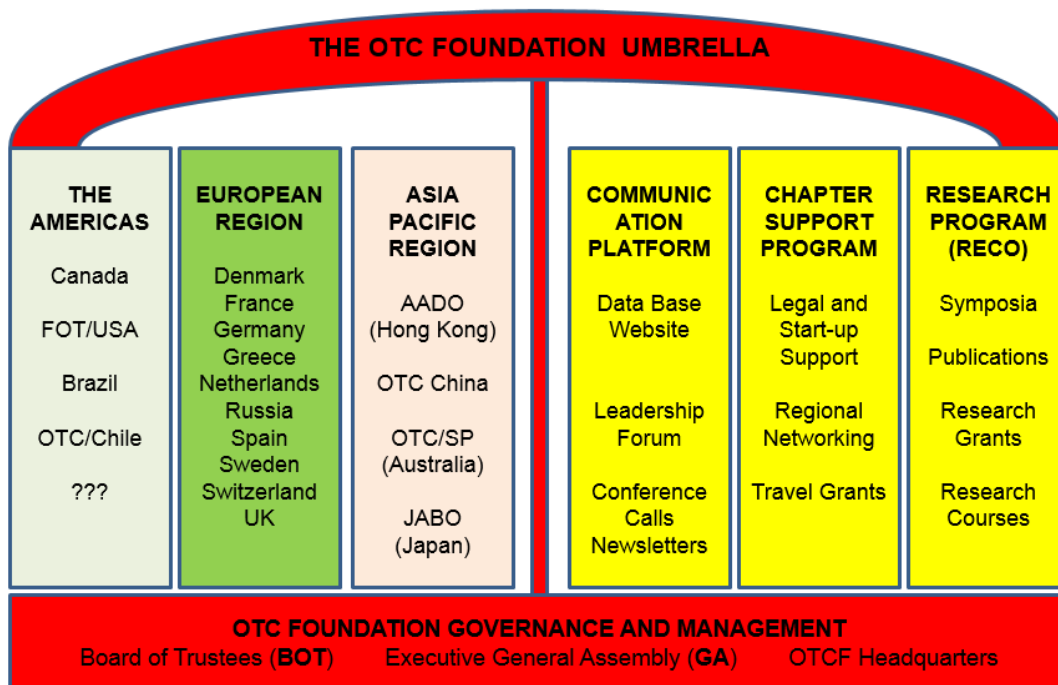 THE OTC FOUNDATION UMBRELLA
THE
AMERICAS
Canada
FOT/USA
Brazil
OTC/Chile
???
EUROPEAN
REGION
Denmark
France
Germany
Greece
Netherlands
Russia
Spain
Sweden
Switzerland
UK
ASIA
PACIFIC
REGION
AADO
(Hong Kong)
OTC China
OTC/SP
(Australia)
JABO
(Japan)
COMMUNIC
ATION
PLATFORM
Data Base
Website
Leadership
Forum
Conference
Calls
Newsletters
CHAPTER
SUPPORT
PROGRAM
Legal and
Start-up
Support
Regional
Networking
Travel Grants
RESEARCH
PROGRAM
(RECO)
Symposia
Publications
Research
Grants
Research
Courses
OTC FOUNDATION GOVERNANCE AND MANAGEMENT
Board of Trustees (BOT) Executive General Assembly (GA) OTCF Headquarters